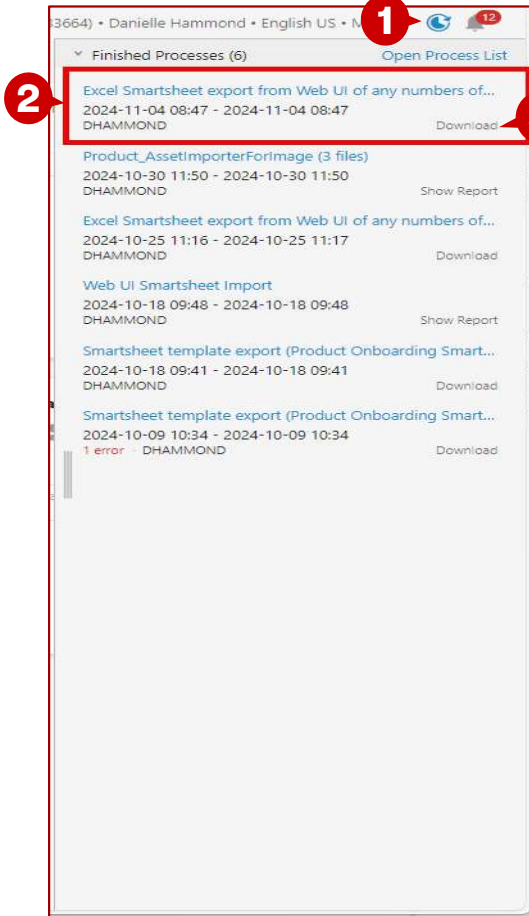 3664) • Danielle Hammond • English US • M
1
12
Finished Processes (6) Open Process List
2
Excel Smartsheet export from Web UI of any numbers of...
2024-11-04 08:47 - 2024-11-04 08:47
DHAMMOND Download
Product_AssetImporterForImage (3 files)
2024-10-30 11:50 - 2024-10-30 11:50
DHAMMOND Show Report
Excel Smartsheet export from Web UI of any numbers of...
2024-10-25 11:16 - 2024-10-25 11:17
DHAMMOND Download
Web UI Smartsheet Import
2024-10-18 09:48 - 2024-10-18 09:48
DHAMMOND Show Report
Smartsheet template export (Product Onboarding Smart...
2024-10-18 09:41 - 2024-10-18 09:41
DHAMMOND Download
Smartsheet template export (Product Onboarding Smart...
2024-10-09 10:34 - 2024-10-09 10:34
1 error · DHAMMOND Download